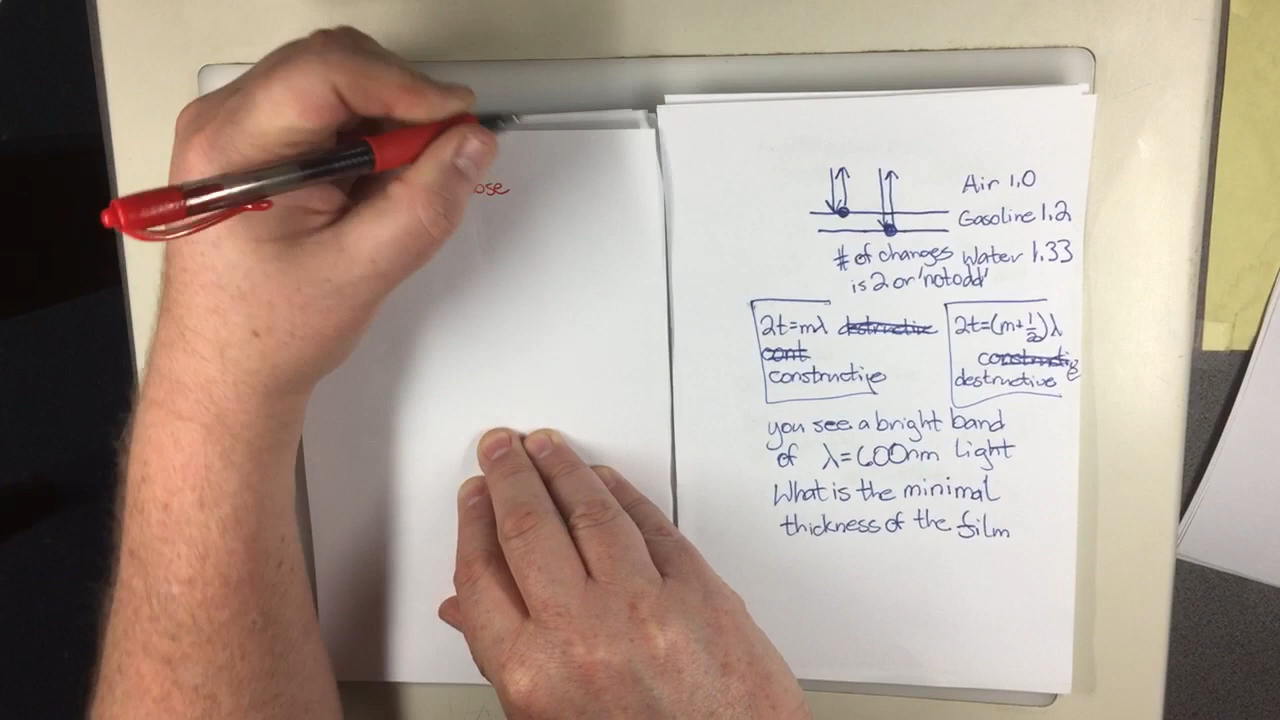 ose
Air 1.0
Gasoline 1.2
# of changes Water 1.33
is 2 or 'not odd'
2t=mλ destructive
cont
constructive
2t=(m+1/2)λ
constructive
destructive
you see a bright band
of λ=600nm light
What is the minimal
thickness of the film